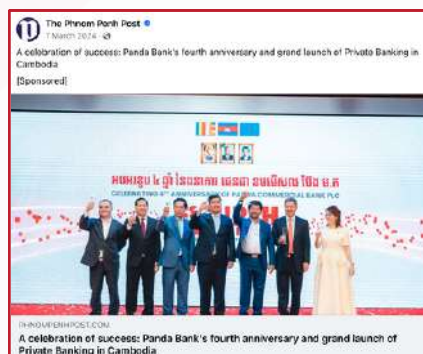 The Phnom Penh Post
7 March 2024
A celebration of success: Panda Bank's fourth anniversary and grand launch of Private Banking in
Cambodia
[Sponsored]
CELEBRATING 4TH ANNIVERSARY OF PANDA COMMERCIAL BANK PLC
PHNOMPENHPOST.COM
A celebration of success: Panda Bank's fourth anniversary and grand launch of
Private Banking in Cambodia